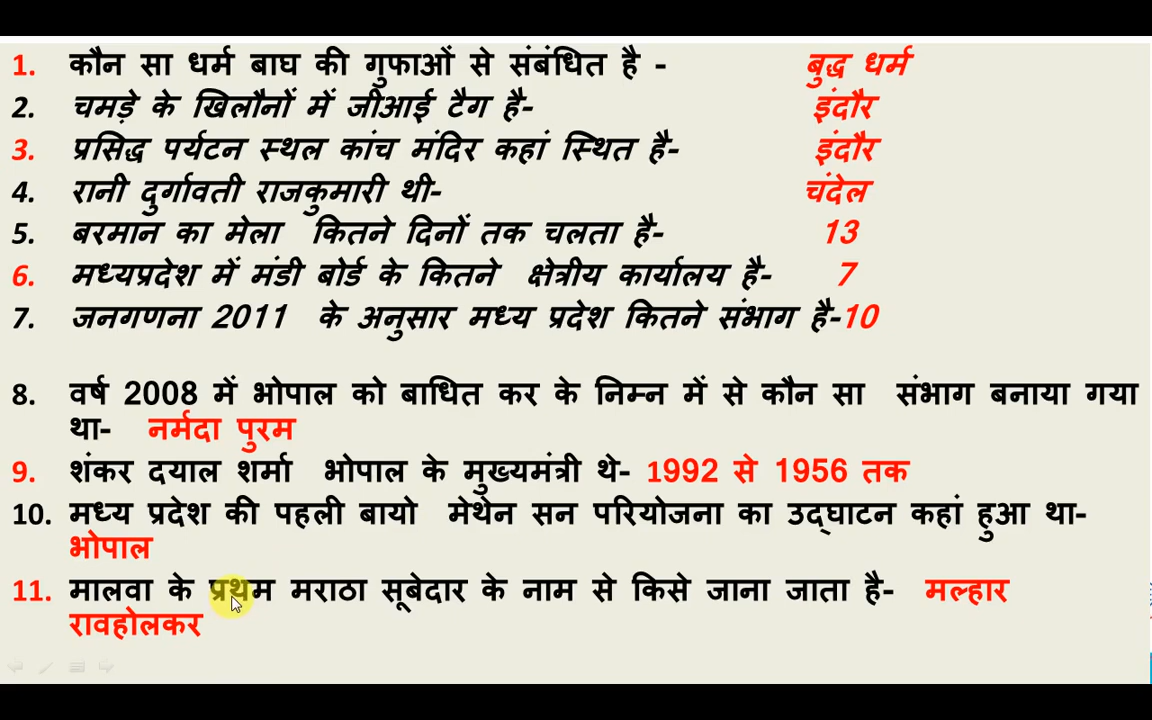 1. कौन सा धर्म बाघ की गुफाओं से संबंधित है - बुद्ध धर्म
2. चमड़े के खिलौनों में जीआई टैग है- इंदौर
3. प्रसिद्ध पर्यटन स्थल कांच मंदिर कहां स्थित है- इंदौर
4. रानी दुर्गावती राजकुमारी थी- चंदेल
5. बरमान का मेला कितने दिनों तक चलता है- 13
6. मध्यप्रदेश में मंडी बोर्ड के कितने क्षेत्रीय कार्यालय है- 7
7. जनगणना 2011 के अनुसार मध्य प्रदेश कितने संभाग है-10
8. वर्ष 2008 में भोपाल को बाधित कर के निम्न में से कौन सा संभाग बनाया गया
था- नर्मदा पुरम
9. शंकर दयाल शर्मा भोपाल के मुख्यमंत्री थे- 1992 से 1956 तक
10. मध्य प्रदेश की पहली बायो मेथेन सन परियोजना का उद्घाटन कहां हुआ था-
भोपाल
11. मालवा के प्रथम मराठा सूबेदार के नाम से किसे जाना जाता है- मल्हार
रावहोलकर